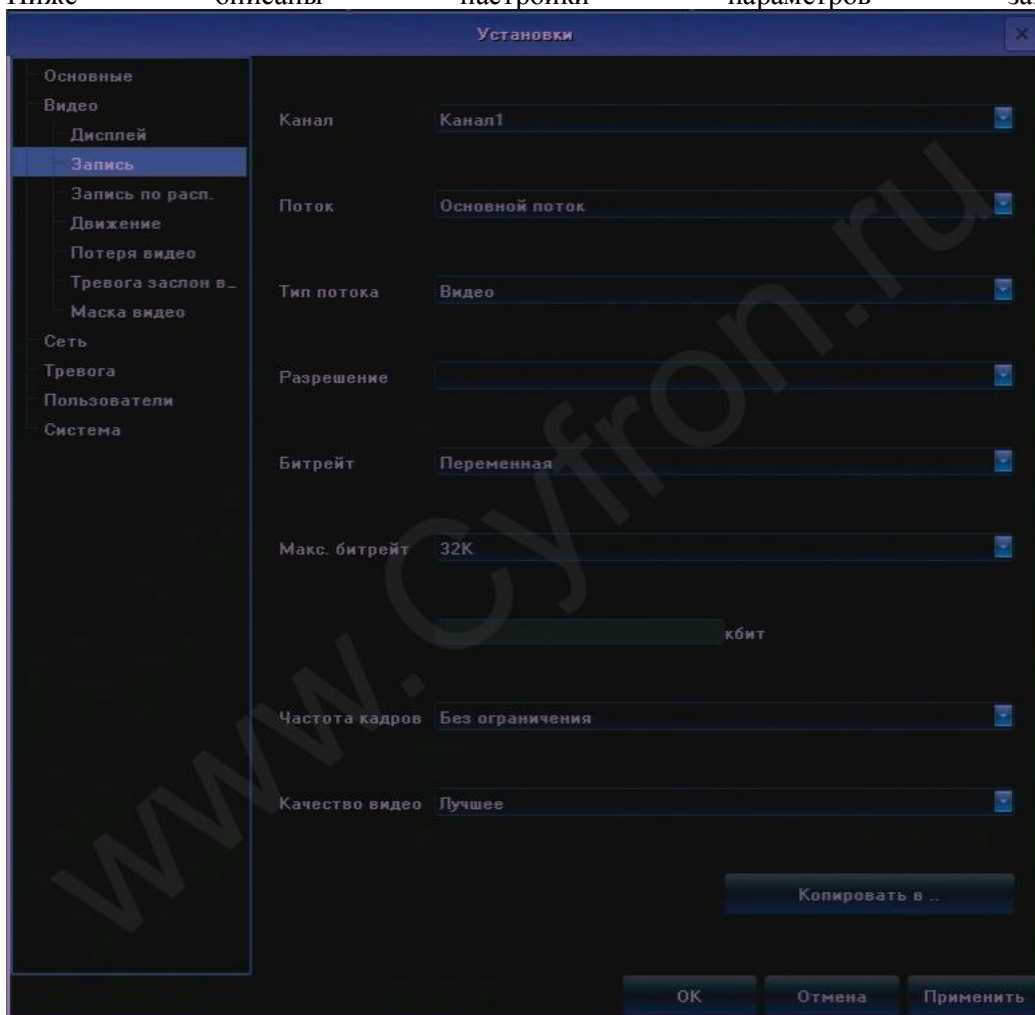 Ниже описаны настройки параметров
Установки
Основные
Видео
Дисплей
Запись
Запись по расп.
Движение
Потеря видео
Тревога заслон в_
Маска видео
Сеть
Тревога
Пользователи
Система
Канал Канал1
Поток Основной поток
Тип потока Видео
Разрешение
Битрейт Переменная
Макс. битрейт 32K
кбит
Частота кадров Без ограничения
Качество видео Лучшее
Копировать в ..
OK Отмена Применить
www.Cyfron.ru